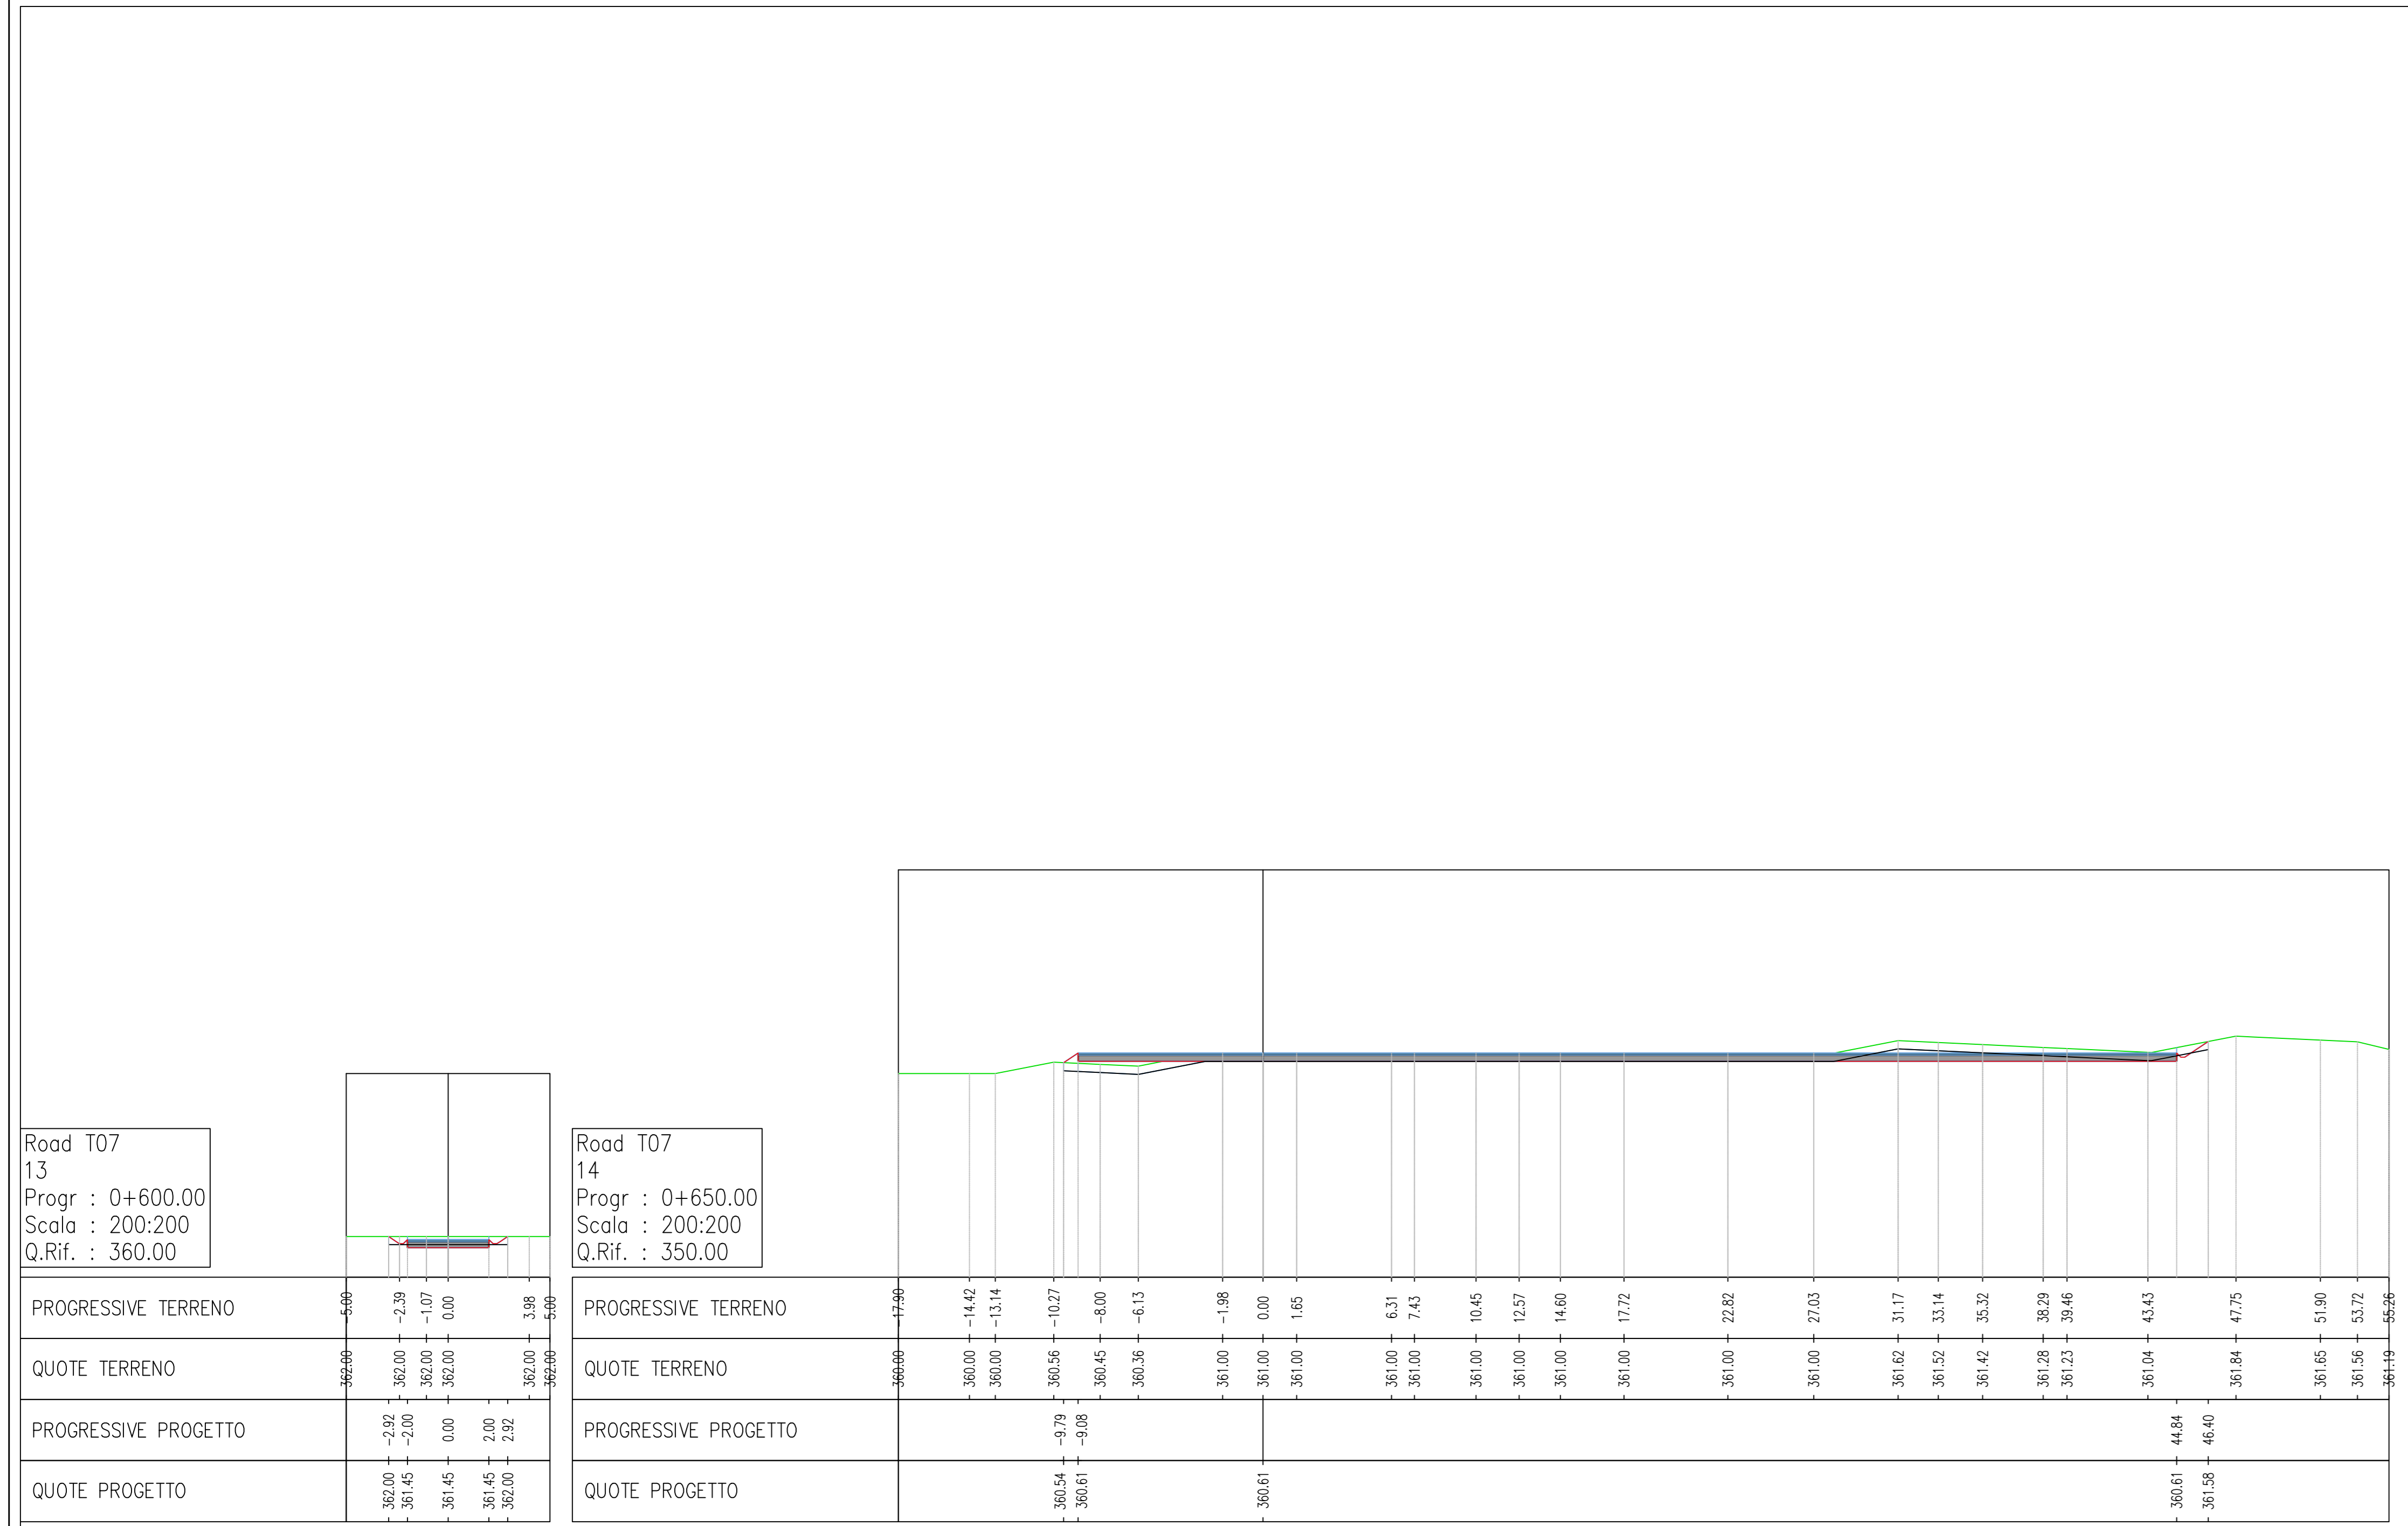 Road T07
13
Progr : 0+600.00
Scala : 200:200
Q.Rif. : 360.00
PROGRESSIVE TERRENO
-5.00 -2.39 -1.07 0.00 3.98 5.00
QUOTE TERRENO
362.00 362.00 362.00 362.00 362.00 362.00
PROGRESSIVE PROGETTO
-2.92 -2.00 0.00 2.00 2.92
QUOTE PROGETTO
362.00 361.45 361.45 361.45 362.00
Road T07
14
Progr : 0+650.00
Scala : 200:200
Q.Rif. : 350.00
PROGRESSIVE TERRENO
-17.90 -14.42 -13.14 -10.27 -8.00 -6.13 -1.98 0.00 1.65 6.31 7.43 10.45 12.57 14.60 17.72 22.82 27.03 31.17 33.14 35.32 38.29 39.46 43.43 47.75 51.90 53.72 55.26
QUOTE TERRENO
360.00 360.00 360.00 360.56 360.45 360.36 361.00 361.00 361.00 361.00 361.00 361.00 361.00 361.00 361.00 361.00 361.00 361.62 361.52 361.42 361.28 361.23 361.04 361.84 361.65 361.56 361.19
PROGRESSIVE PROGETTO
-9.79 -9.08 44.84 46.40
QUOTE PROGETTO
360.54 360.61 360.61 360.61 361.58